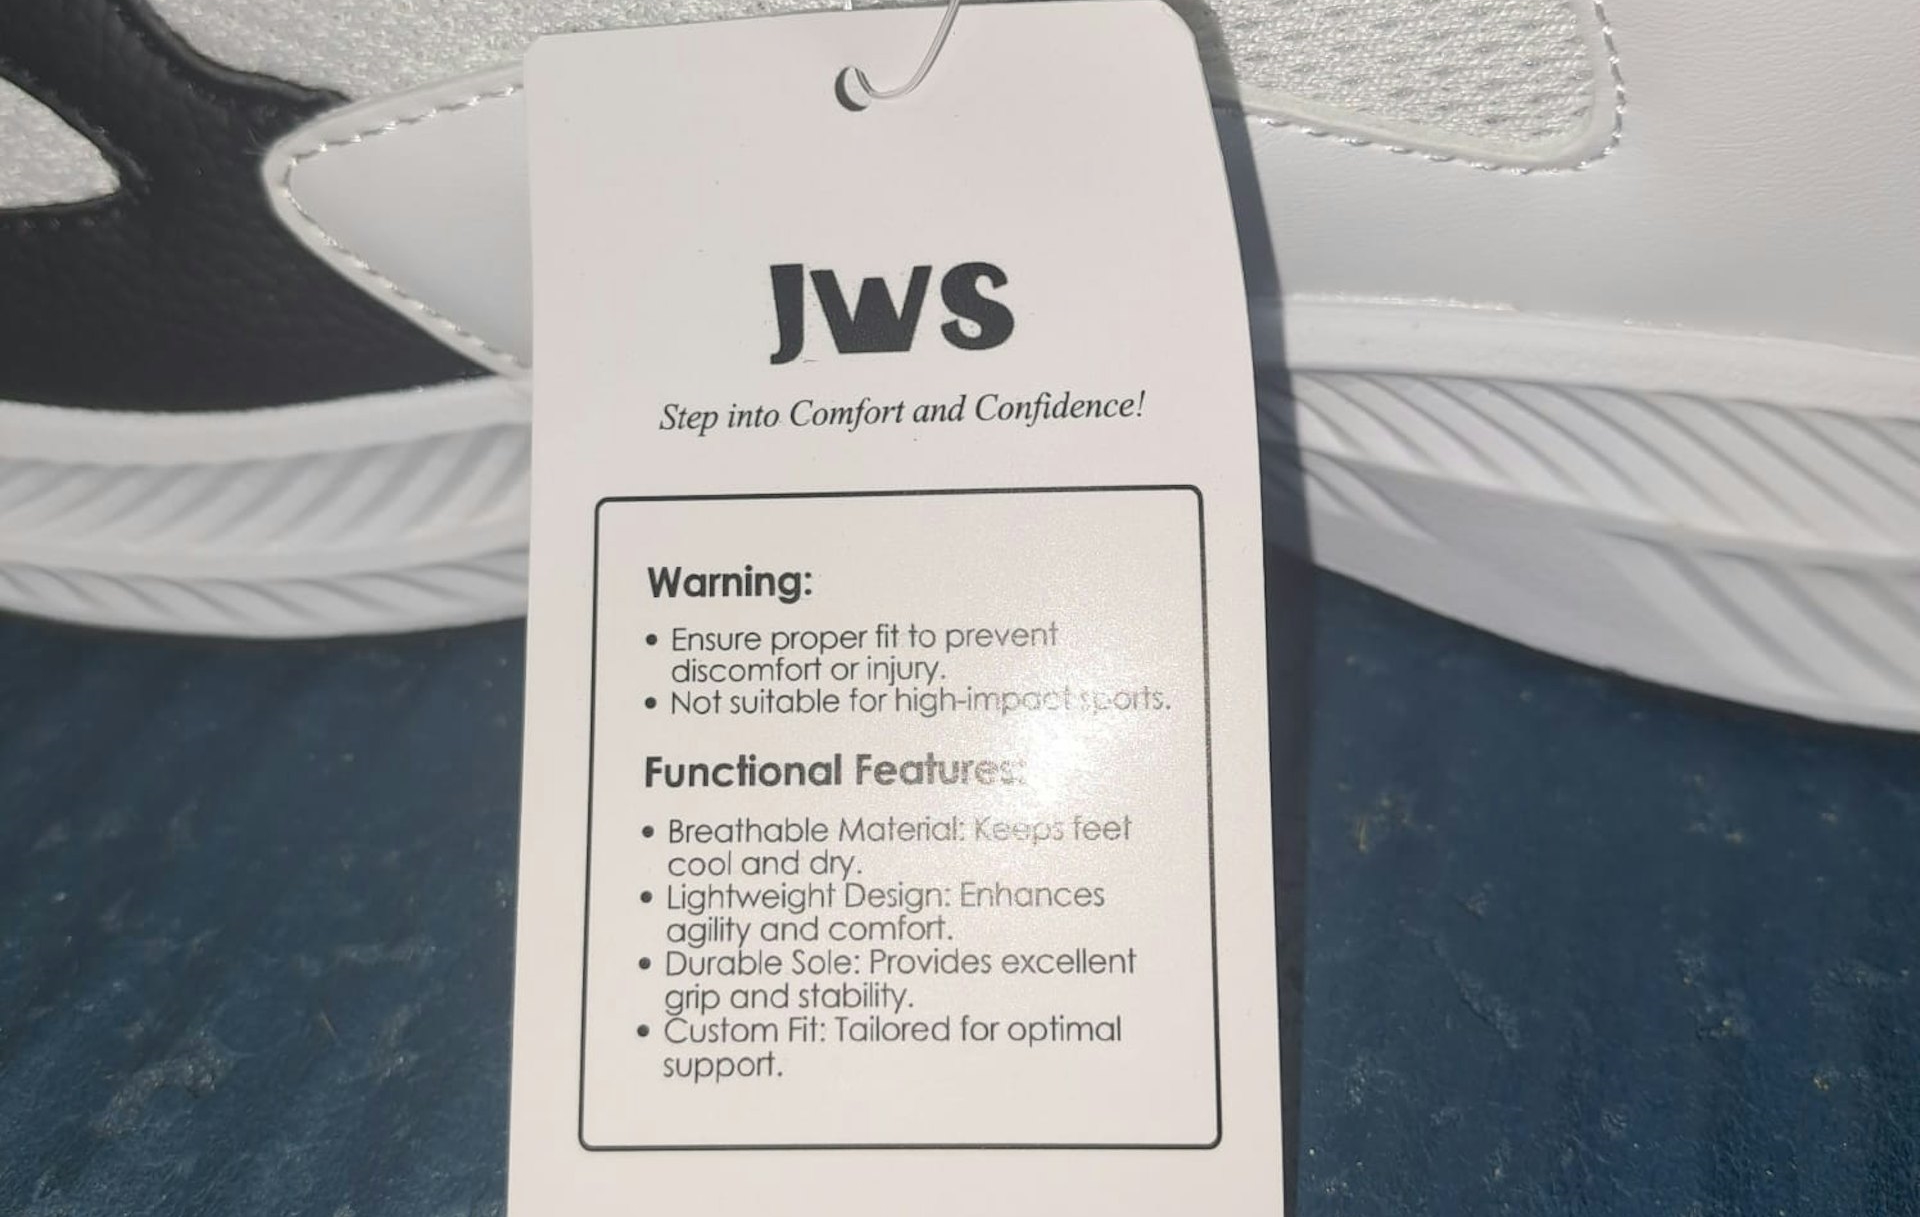 JWS
Step into Comfort and Confidence!
Warning:
• Ensure proper fit to prevent
discomfort or injury.
• Not suitable for high-impact sports.
Functional Features:
• Breathable Material: Keeps feet
cool and dry.
• Lightweight Design: Enhances
agility and comfort.
• Durable Sole: Provides excellent
grip and stability.
• Custom Fit: Tailored for optimal
support.